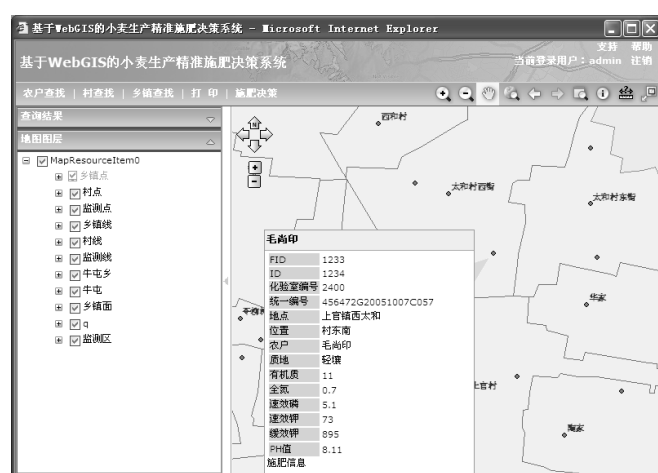 基于WebGIS的小麦生产精准施肥决策系统 - Microsoft Internet Explorer
支持 帮助
基于WebGIS的小麦生产精准施肥决策系统
当前登录用户：admin 注销
农户查找 | 村查找 | 乡镇查找 | 打 印 | 施肥决策
查询结果
地图图层
MapResourceItem0
乡镇点
村点
监测点
乡镇线
村线
监测线
牛屯乡
牛屯
乡镇面
q
监测区
N
西和村
太和村西街
太和村东街
华家
上官村
陶家
毛尚印
FID 1233
ID 1234
化验室编号 2400
统一编号 456472G20051007C057
地点 上官镇西太和
位置 村东南
农户 毛尚印
质地 轻壤
有机质 11
全氮 0.7
速效磷 5.1
速效钾 73
缓效钾 895
PH值 8.11
施肥信息